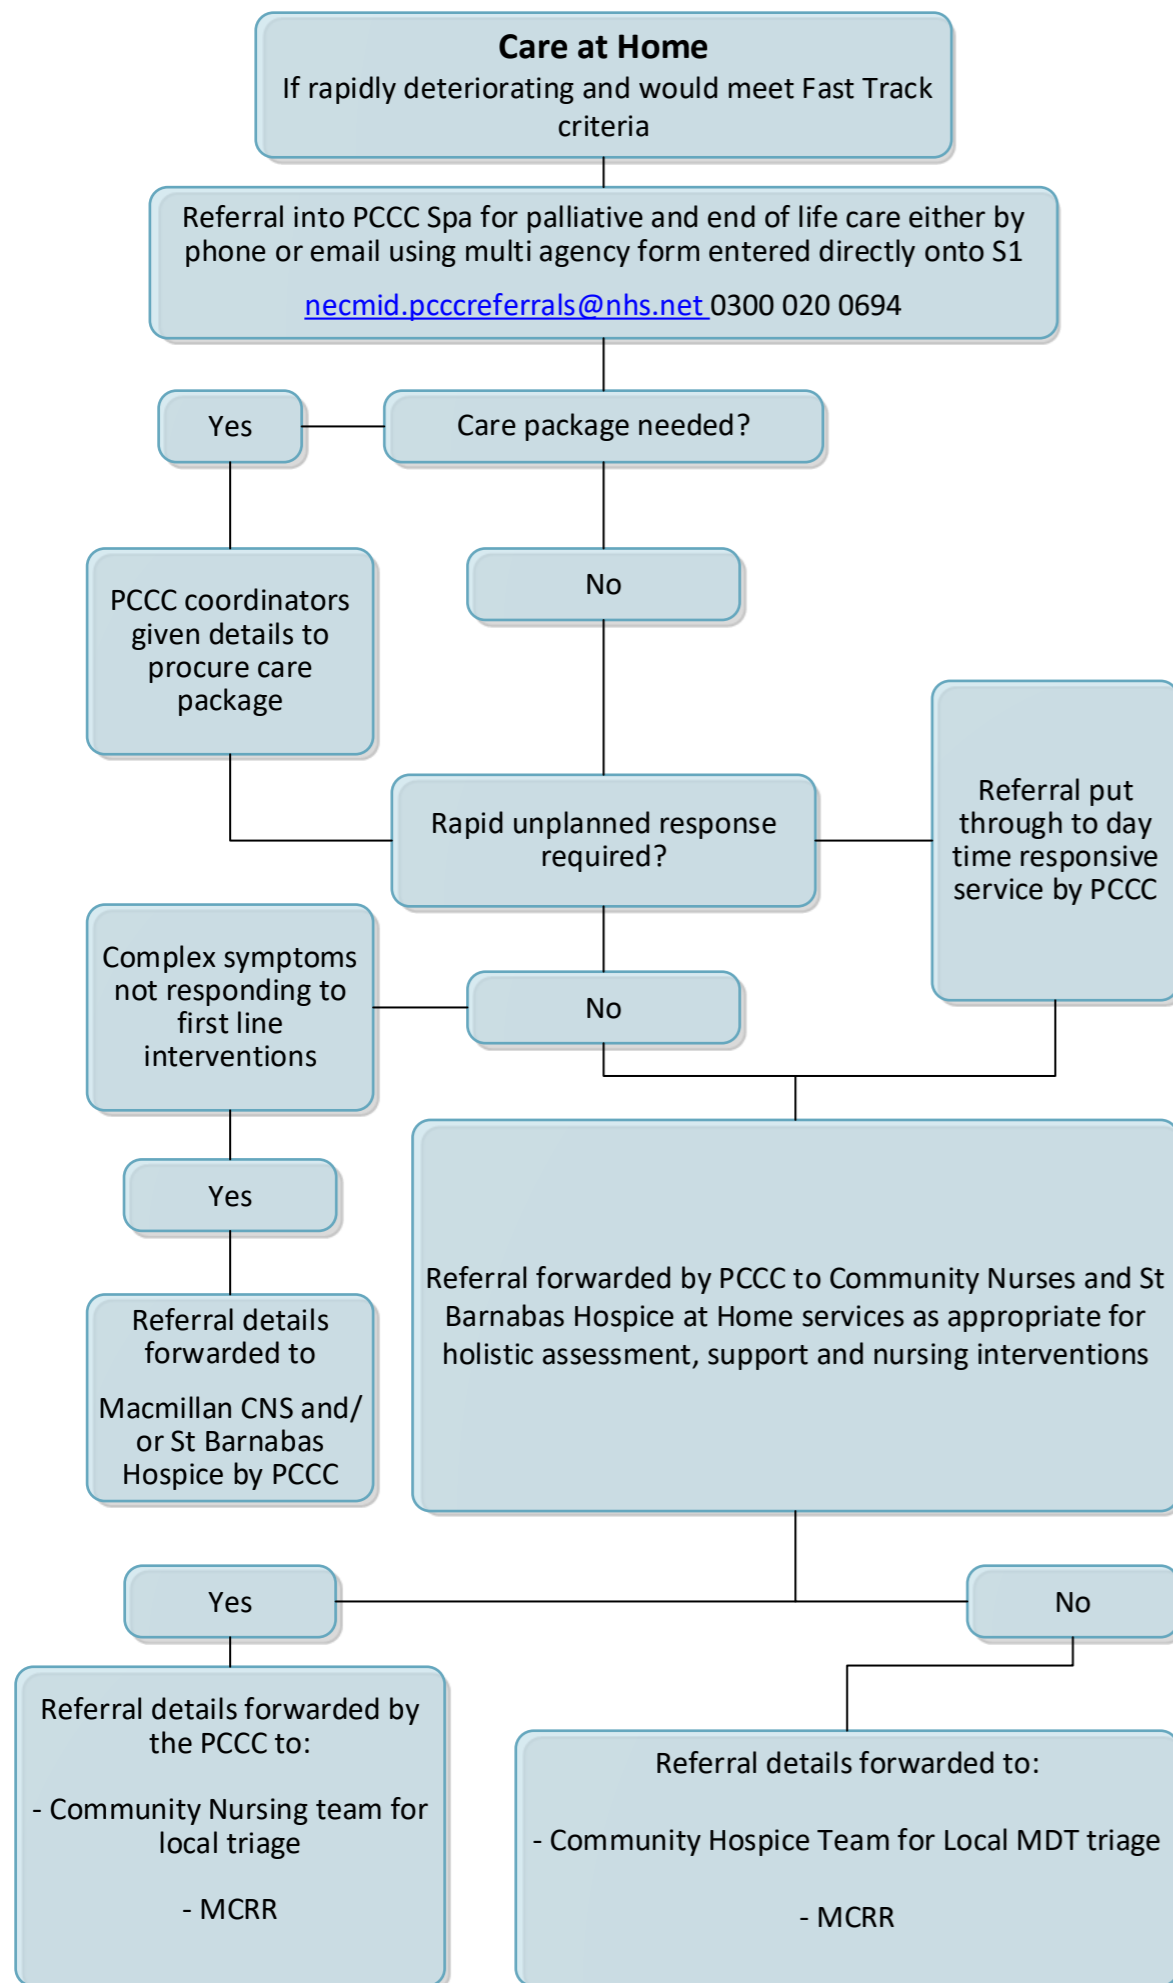 Care at Home
If rapidly deteriorating and would meet Fast Track
criteria
Referral into PCCC Spa for palliative and end of life care either by
phone or email using multi agency form entered directly onto S1
necmid.pcccreferrals@nhs.net 0300 020 0694
Yes
Care package needed?
PCCC coordinators
given details to
procure care
package
No
Rapid unplanned response
required?
Referral put
through to day
time responsive
service by PCCC
Complex symptoms
not responding to
first line
interventions
No
Yes
Referral details
forwarded to
Macmillan CNS and/
or St Barnabas
Hospice by PCCC
Referral forwarded by PCCC to Community Nurses and St
Barnabas Hospice at Home services as appropriate for
holistic assessment, support and nursing interventions
Yes
No
Referral details forwarded by
the PCCC to:
- Community Nursing team for
local triage
- MCRR
Referral details forwarded to:
- Community Hospice Team for Local MDT triage
- MCRR